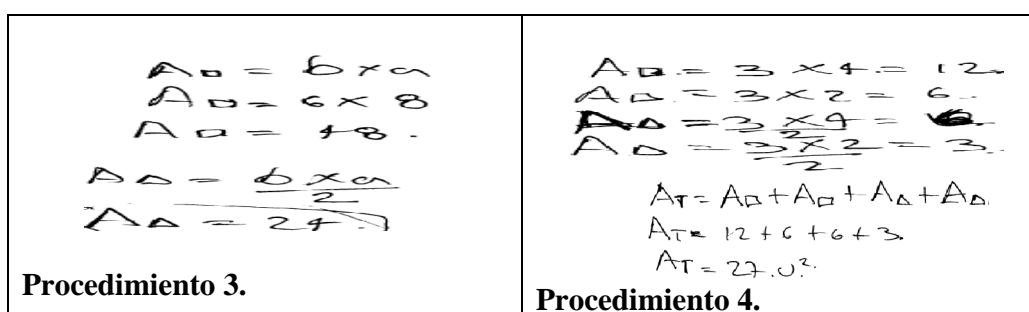 A▭ = b x a
A▭ = 6 x 8
A▭ = 48.
A△ = b x a / 2
A△ = 24.
Procedimiento 3.
A▭ = 3 x 4 = 12.
A▭ = 3 x 2 = 6.
A△ = 3 x 4 / 2 = 6.
A△ = 3 x 2 / 2 = 3.
AT = A▭ + A▭ + A△ + A△
AT = 12 + 6 + 6 + 3.
AT = 27.U².
Procedimiento 4.